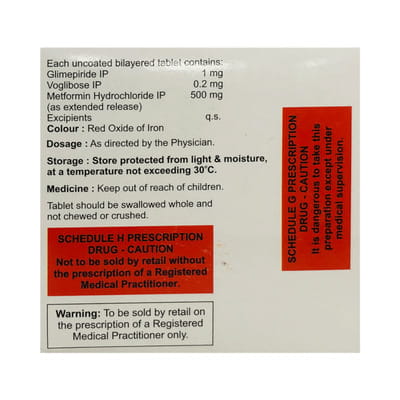 Each uncoated bilayered tablet contains:
Glimepiride IP 1 mg
Voglibose IP 0.2 mg
Metformin Hydrochloride IP 500 mg
(as extended release)
Excipients q.s.
Colour : Red Oxide of Iron
Dosage : As directed by the Physician.
Storage : Store protected from light & moisture,
at a temperature not exceeding 30°C.
Medicine : Keep out of reach of children.
Tablet should be swallowed whole and
not chewed or crushed.
SCHEDULE H PRESCRIPTION
DRUG - CAUTION
Not to be sold by retail without
the prescription of a Registered
Medical Practitioner.
Warning: To be sold by retail on
the prescription of a Registered
Medical Practitioner only.
SCHEDULE G PRESCRIPTION
DRUG - CAUTION
It is dangerous to take this
preparation except under
medical supervision.